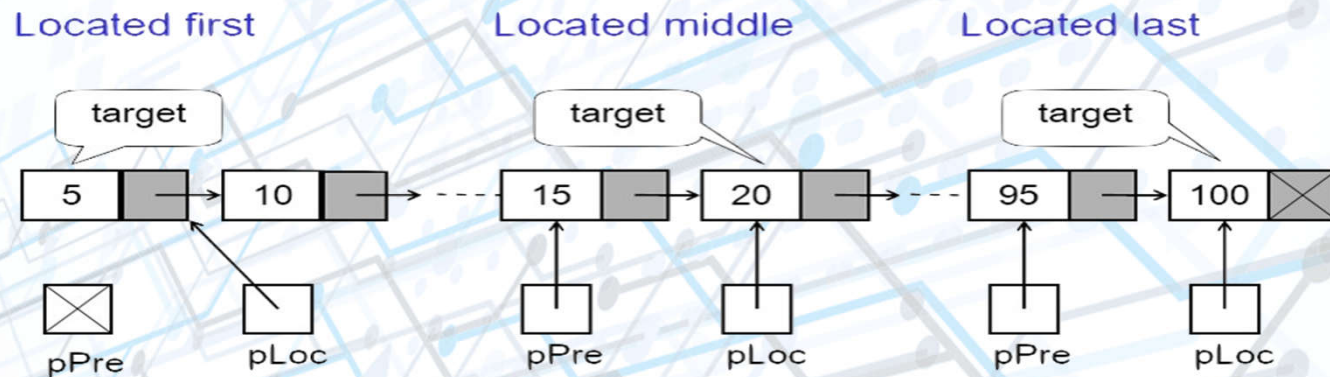 Located first Located middle Located last
target target target
5 10 15 20 95 100
pPre pLoc pPre pLoc pPre pLoc